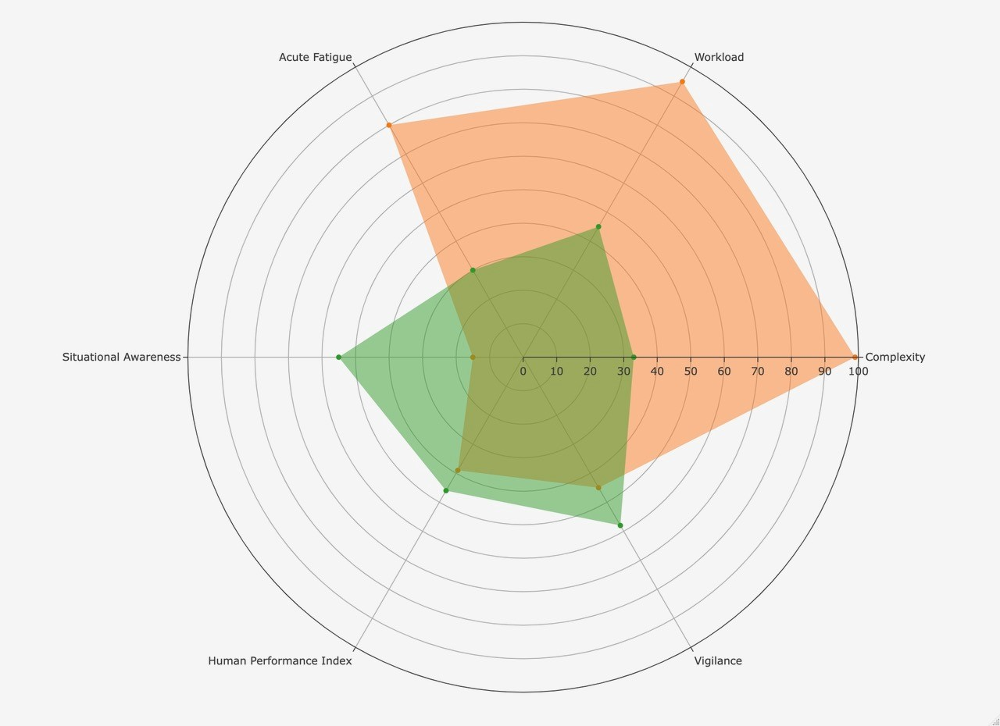 Acute Fatigue
Workload
Situational Awareness
Complexity
0 10 20 30 40 50 60 70 80 90 100
Human Performance Index
Vigilance